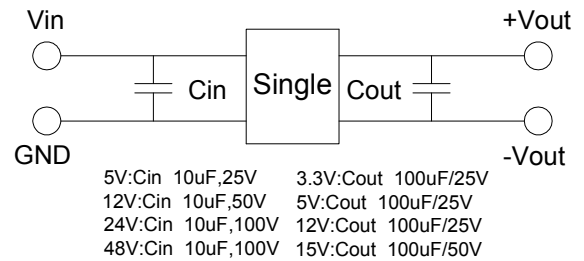 Vin +Vout
Cin Single Cout
GND -Vout
5V:Cin 10uF,25V 3.3V:Cout 100uF/25V
12V:Cin 10uF,50V 5V:Cout 100uF/25V
24V:Cin 10uF,100V 12V:Cout 100uF/25V
48V:Cin 10uF,100V 15V:Cout 100uF/50V